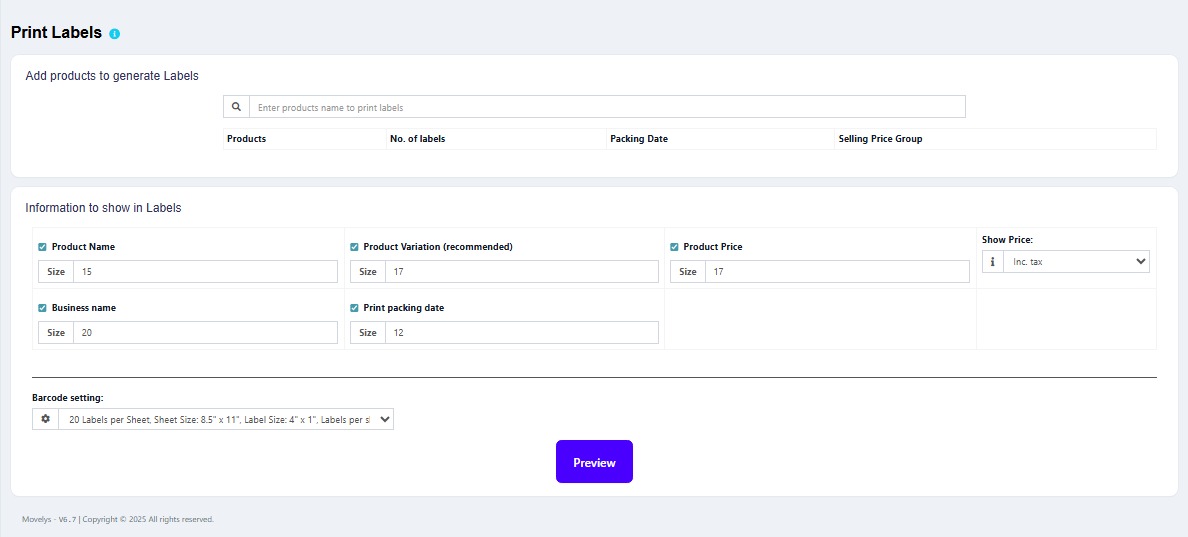 Print Labels
Add products to generate Labels
Enter products name to print labels
Products No. of labels Packing Date Selling Price Group
Information to show in Labels
Product Name Product Variation (recommended) Product Price Show Price:
Size 15 Size 17 Size 17 Inc. tax
Business name Print packing date
Size 20 Size 12
Barcode setting:
20 Labels per Sheet, Sheet Size: 8.5" x 11", Label Size: 4" x 1", Labels per
Preview
Movelys - V6.7 | Copyright © 2025 All rights reserved.